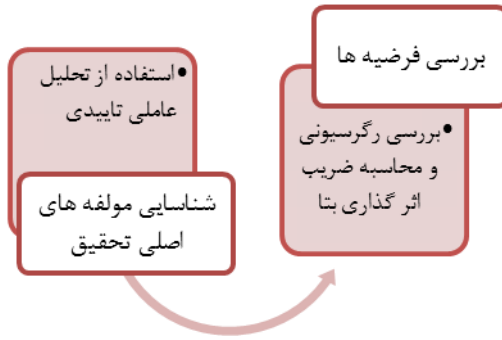 •استفاده از تحلیل
عاملی تاییدی
شناسایی مولفه های
اصلی تحقیق
بررسی فرضیه ها
•بررسی رگرسیونی
و محاسبه ضریب
اثر گذاری بتا